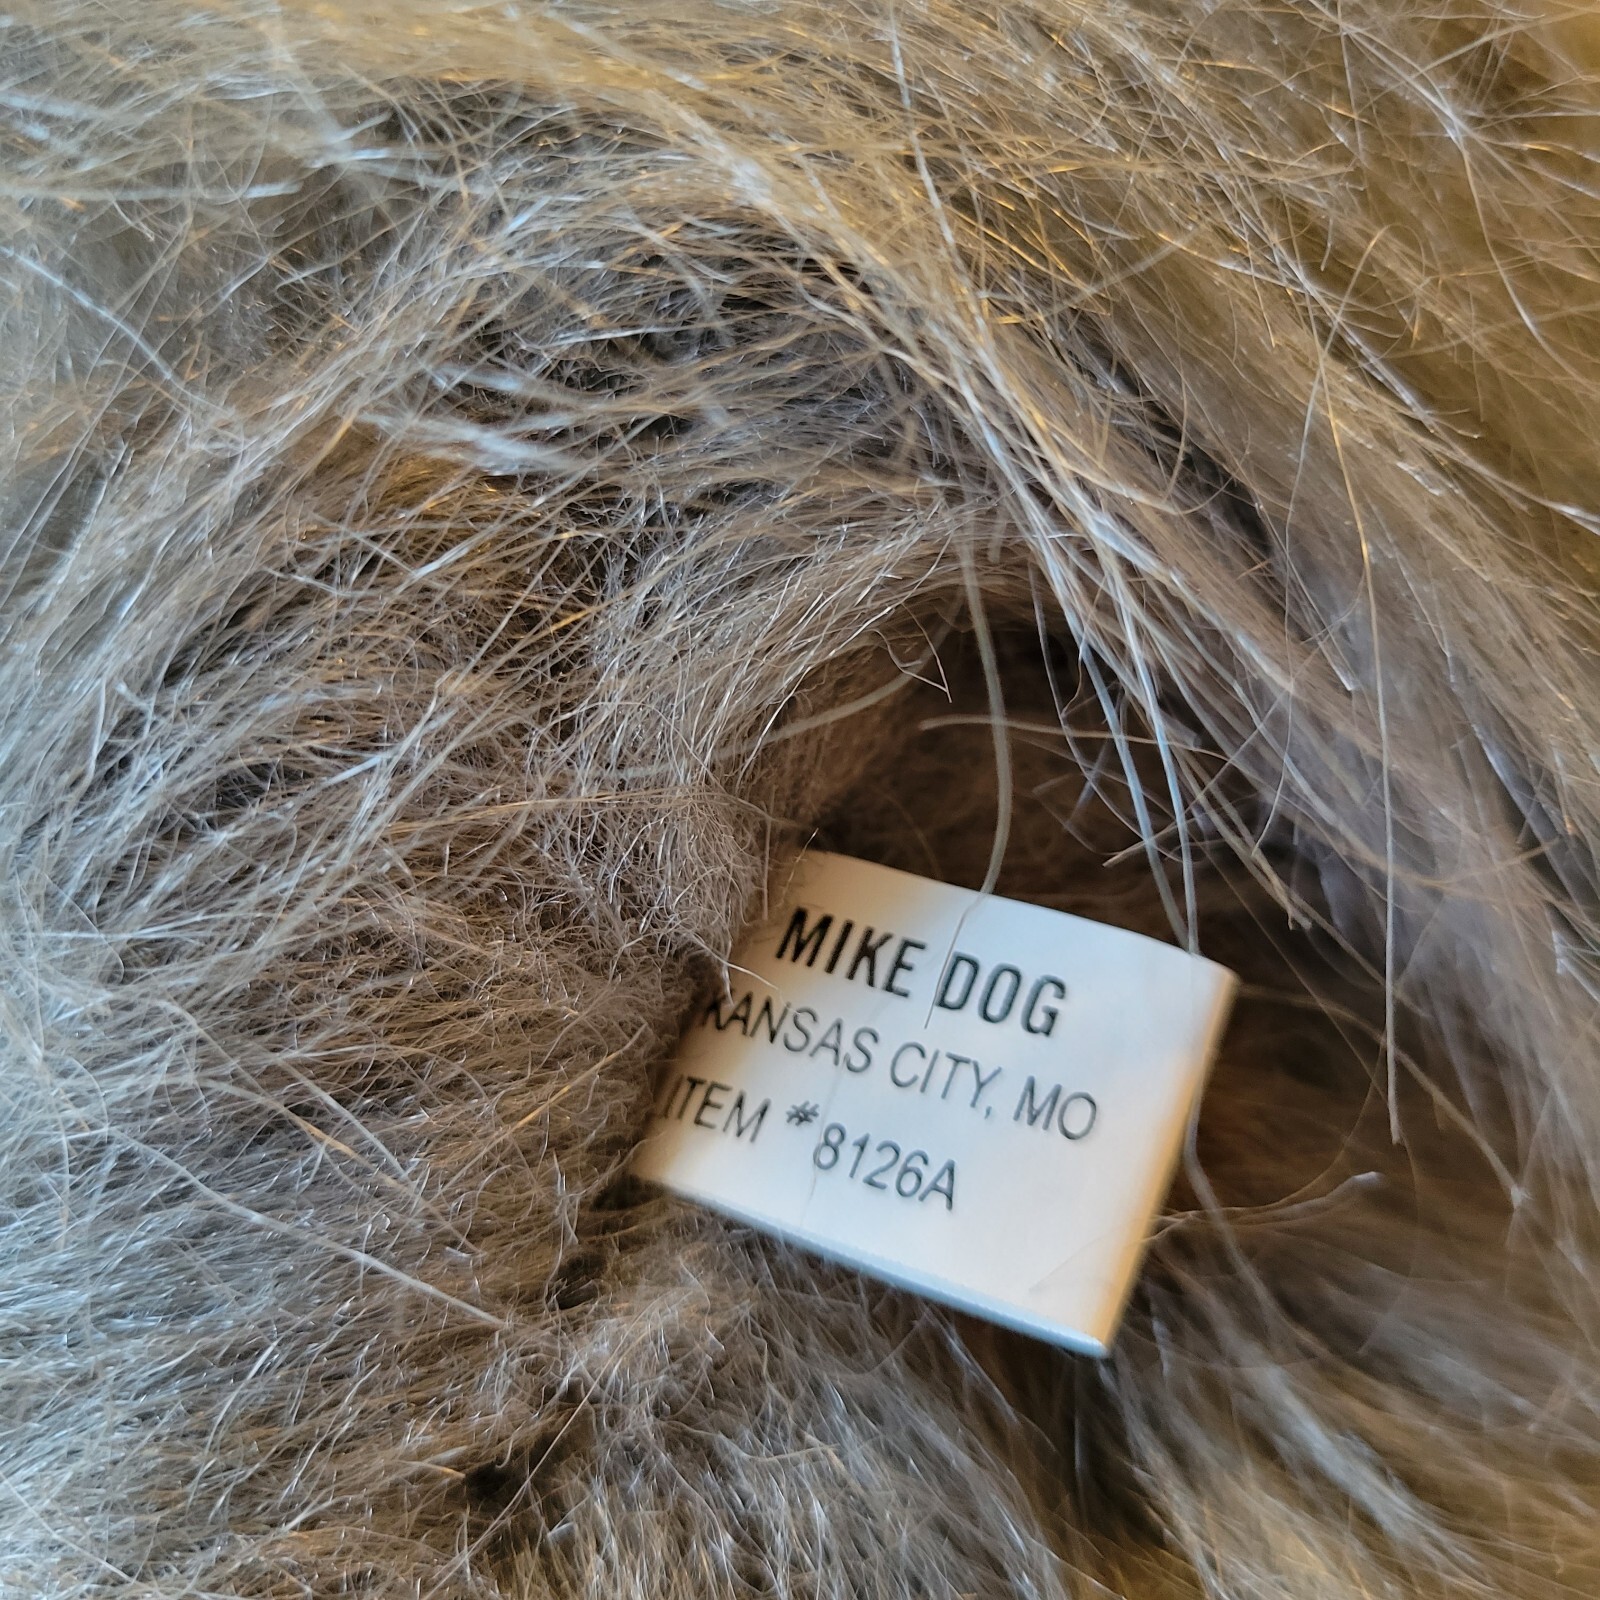 MIKE DOG
KANSAS CITY, MO
ITEM #8126A